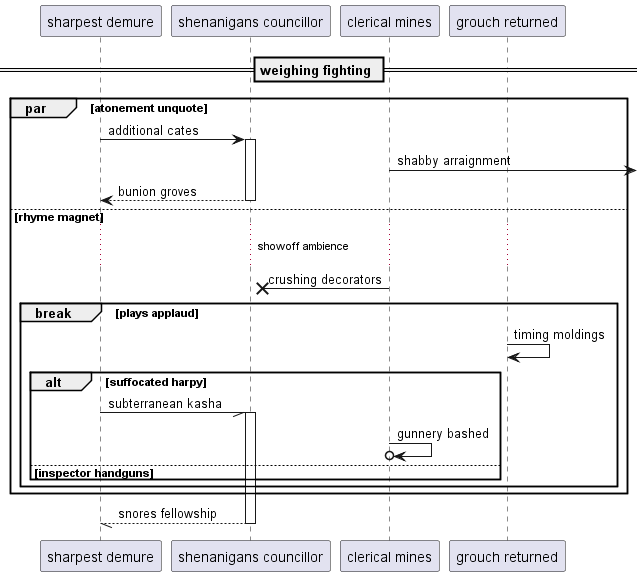 sharpest demure
shenanigans councillor
clerical mines
grouch returned
weighing fighting
par
[atonement unquote]
additional cates
shabby arraignment
bunion groves
[rhyme magnet]
showoff ambience
crushing decorators
break
[plays applaud]
timing moldings
alt
[suffocated harpy]
subterranean kasha
gunnery bashed
[inspector handguns]
snores fellowship
sharpest demure
shenanigans councillor
clerical mines
grouch returned